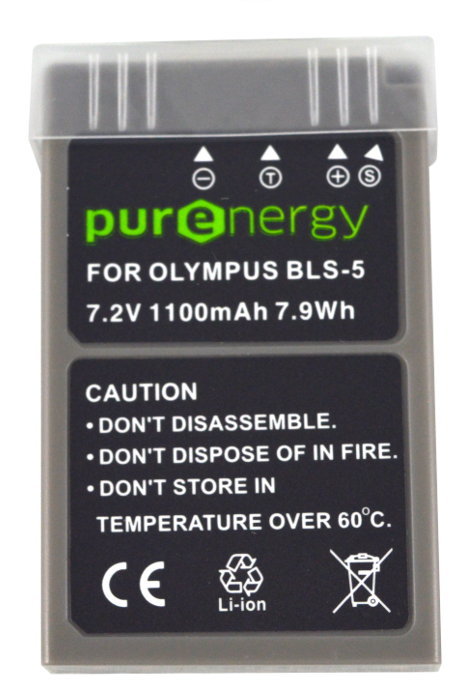 − T + S
purenergy
FOR OLYMPUS BLS-5
7.2V 1100mAh 7.9Wh
CAUTION
• DON'T DISASSEMBLE.
• DON'T DISPOSE OF IN FIRE.
• DON'T STORE IN
TEMPERATURE OVER 60°C.
CE
Li-ion